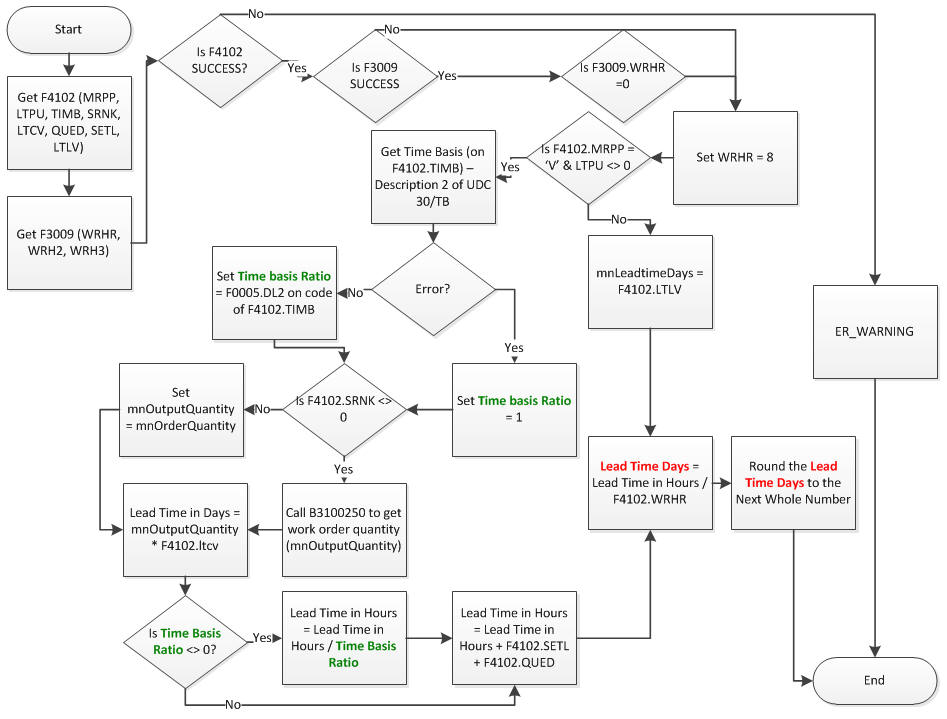 Start
Get F4102 (MRPP,
LTPU, TIMB, SRNK,
LTCV, QUED, SETL,
LTLV)
Get F3009 (WRHR,
WRH2, WRH3)
Is F4102
SUCCESS?
No
Yes
Is F3009
SUCCESS
No
Yes
Is F3009.WRHR
=0
Set WRHR = 8
Is F4102.MRPP =
‘V’ & LTPU <> 0
Yes
No
Get Time Basis (on
F4102.TIMB) –
Description 2 of UDC
30/TB
Error?
No
Yes
Set Time basis Ratio
= F0005.DL2 on code
of F4102.TIMB
Set Time basis Ratio
= 1
mnLeadtimeDays =
F4102.LTLV
ER_WARNING
Is F4102.SRNK <>
0
No
Yes
Set
mnOutputQuantity
= mnOrderQuantity
Call B3100250 to get
work order quantity
(mnOutputQuantity)
Lead Time in Days =
mnOutputQuantity
* F4102.ltcv
Is Time Basis
Ratio <> 0?
Yes
No
Lead Time in Hours
= Lead Time in
Hours / Time Basis
Ratio
Lead Time in Hours
= Lead Time in
Hours + F4102.SETL
+ F4102.QUED
Lead Time Days =
Lead Time in Hours /
F4102.WRHR
Round the Lead
Time Days to the
Next Whole Number
End